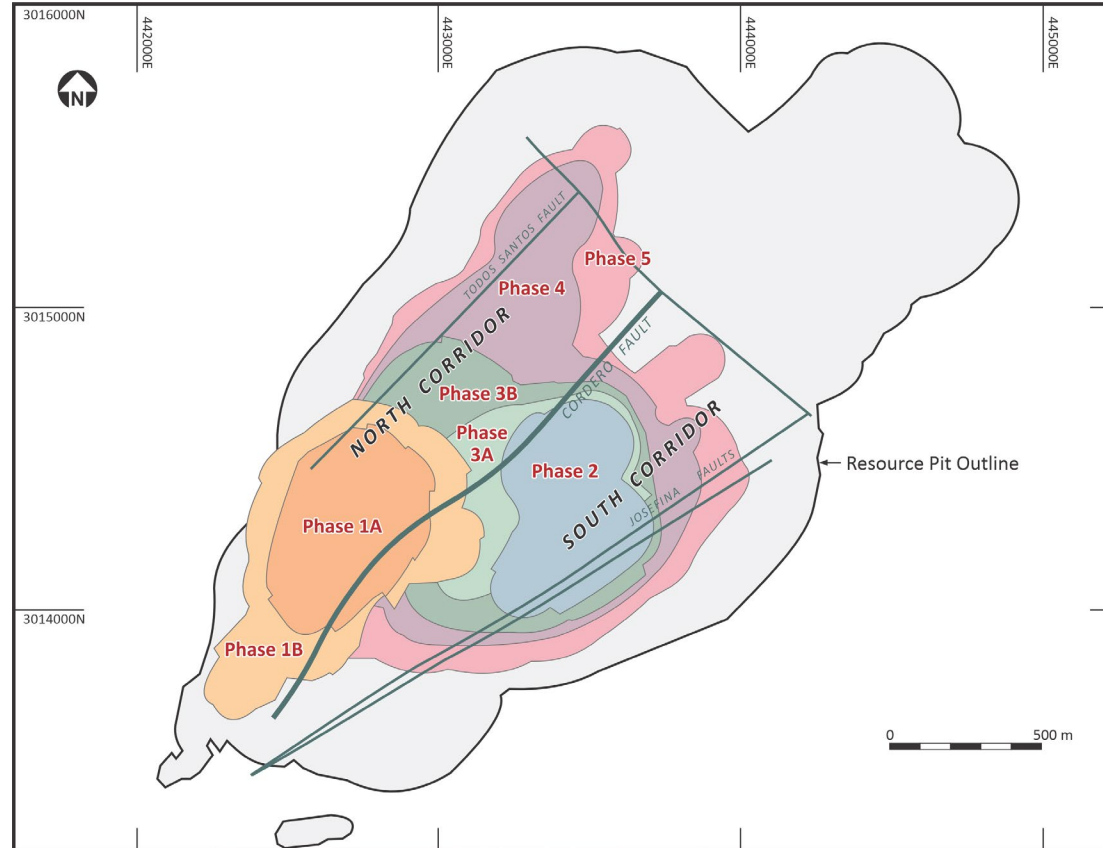 3016000N
442000E
443000E
444000E
445000E
N
TODOS SANTOS FAULT
Phase 5
Phase 4
3015000N
NORTH CORRIDOR
CORDERO FAULT
Phase 3B
Phase
3A
Phase 2
SOUTH CORRIDOR
JOSEFINA FAULTS
Resource Pit Outline
Phase 1A
3014000N
Phase 1B
0 500 m